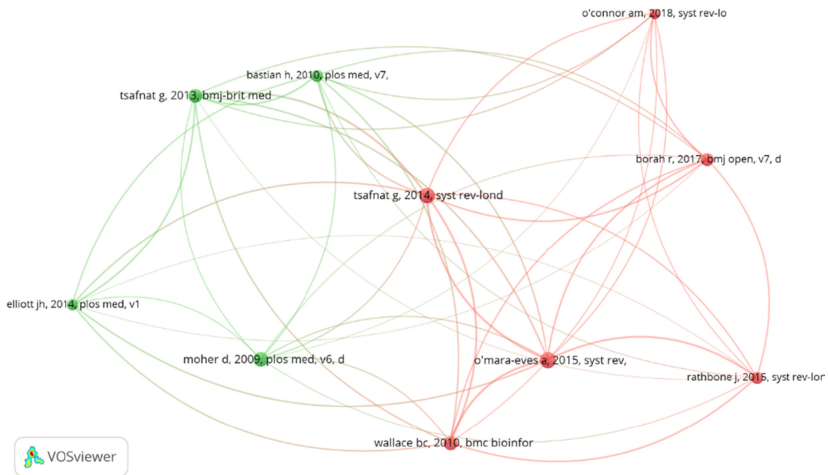 o'connor am, 2018, syst rev-lo
bastian h, 2010, plos med, v7,
tsafnat g, 2013, bmj-brit med
borah r, 2017, bmj open, v7, d
tsafnat g, 2014, syst rev-lond
elliott jh, 2014, plos med, v1
moher d, 2009, plos med, v6, d
o'mara-eves a, 2015, syst rev,
rathbone j, 2015, syst rev-lon
wallace bc, 2010, bmc bioinfor
VOSviewer